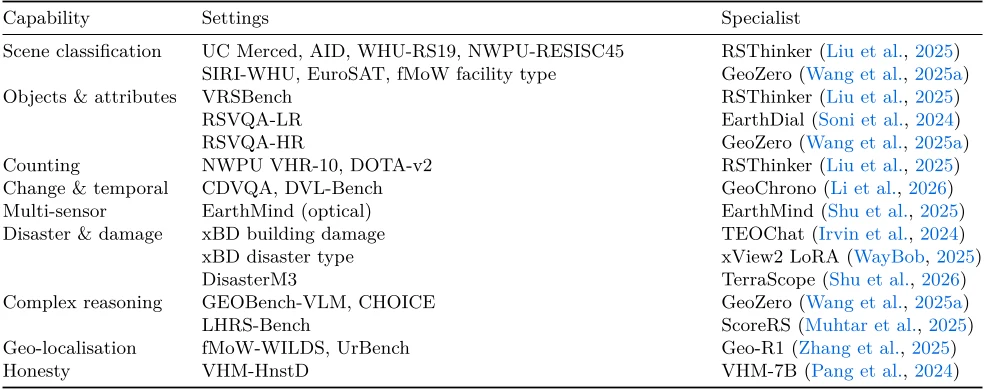 Capability Settings Specialist
Scene classification UC Merced, AID, WHU-RS19, NWPU-RESISC45 RSThinker (Liu et al., 2025)
SIRI-WHU, EuroSAT, fMoW facility type GeoZero (Wang et al., 2025a)
Objects & attributes VRSBench RSThinker (Liu et al., 2025)
RSVQA-LR EarthDial (Soni et al., 2024)
RSVQA-HR GeoZero (Wang et al., 2025a)
Counting NWPU VHR-10, DOTA-v2 RSThinker (Liu et al., 2025)
Change & temporal CDVQA, DVL-Bench GeoChrono (Li et al., 2026)
Multi-sensor EarthMind (optical) EarthMind (Shu et al., 2025)
Disaster & damage xBD building damage TEOChat (Irvin et al., 2024)
xBD disaster type xView2 LoRA (WayBob, 2025)
DisasterM3 TerraScope (Shu et al., 2026)
Complex reasoning GEOBench-VLM, CHOICE GeoZero (Wang et al., 2025a)
LHRS-Bench ScoreRS (Muhtar et al., 2025)
Geo-localisation fMoW-WILDS, UrBench Geo-R1 (Zhang et al., 2025)
Honesty VHM-HnstD VHM-7B (Pang et al., 2024)